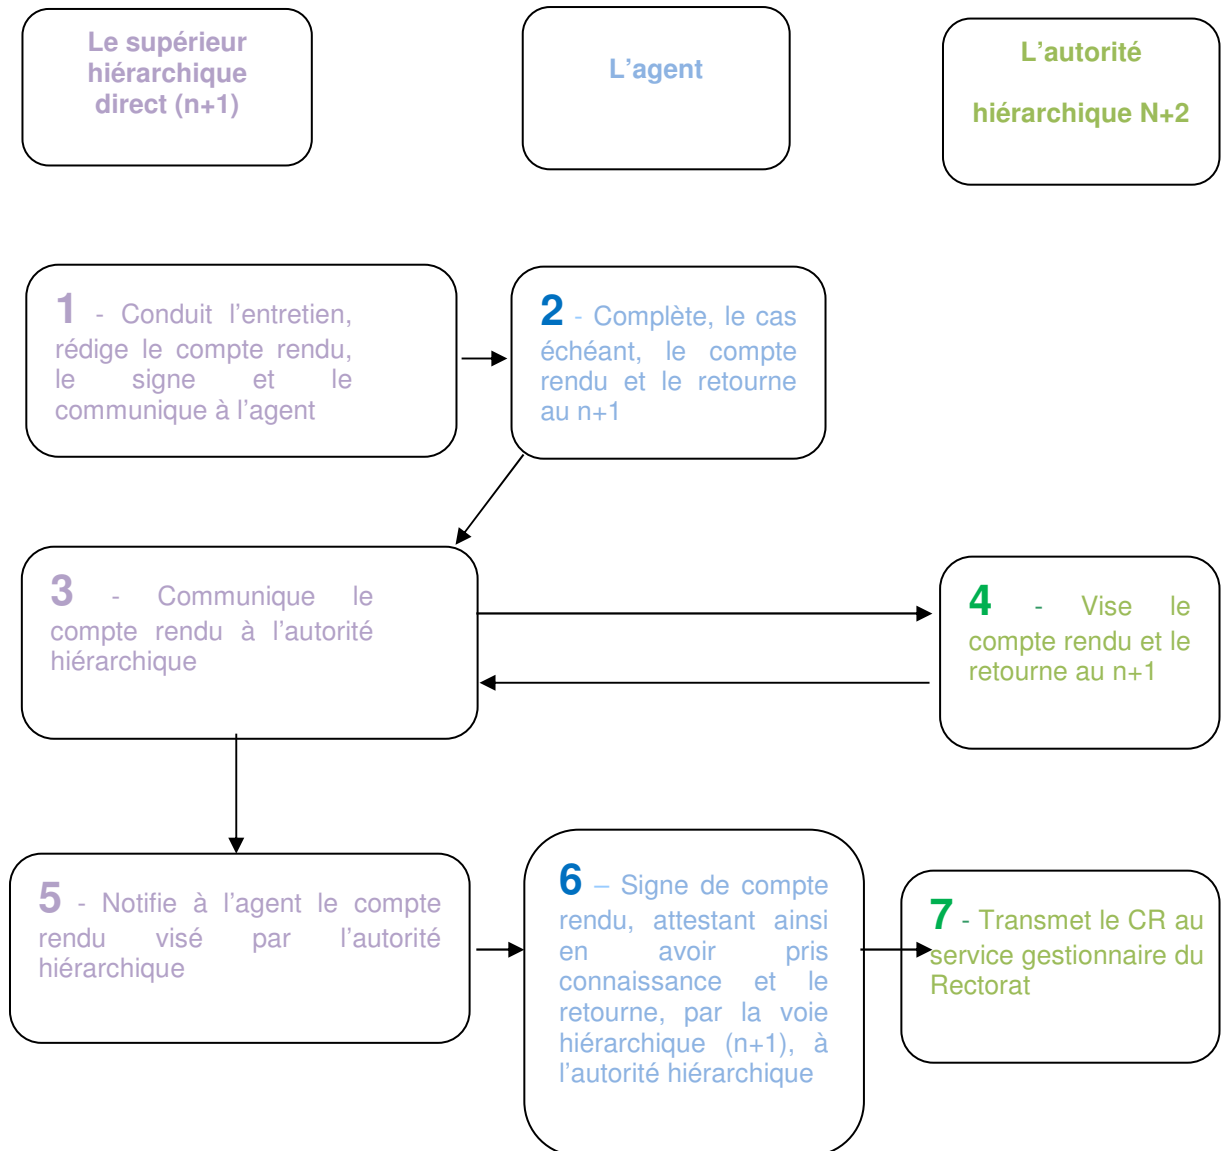 Le supérieur
hiérarchique
direct (n+1)
L’agent
L’autorité
hiérarchique N+2
1 - Conduit l’entretien,
rédige le compte rendu,
le signe et le
communique à l’agent
2 - Complète, le cas
échéant, le compte
rendu et le retourne
au n+1
3 - Communique le
compte rendu à l’autorité
hiérarchique
4 - Vise le
compte rendu et le
retourne au n+1
5 - Notifie à l’agent le compte
rendu visé par l’autorité
hiérarchique
6 – Signe de compte
rendu, attestant ainsi
en avoir pris
connaissance et le
retourne, par la voie
hiérarchique (n+1), à
l’autorité hiérarchique
7 - Transmet le CR au
service gestionnaire du
Rectorat